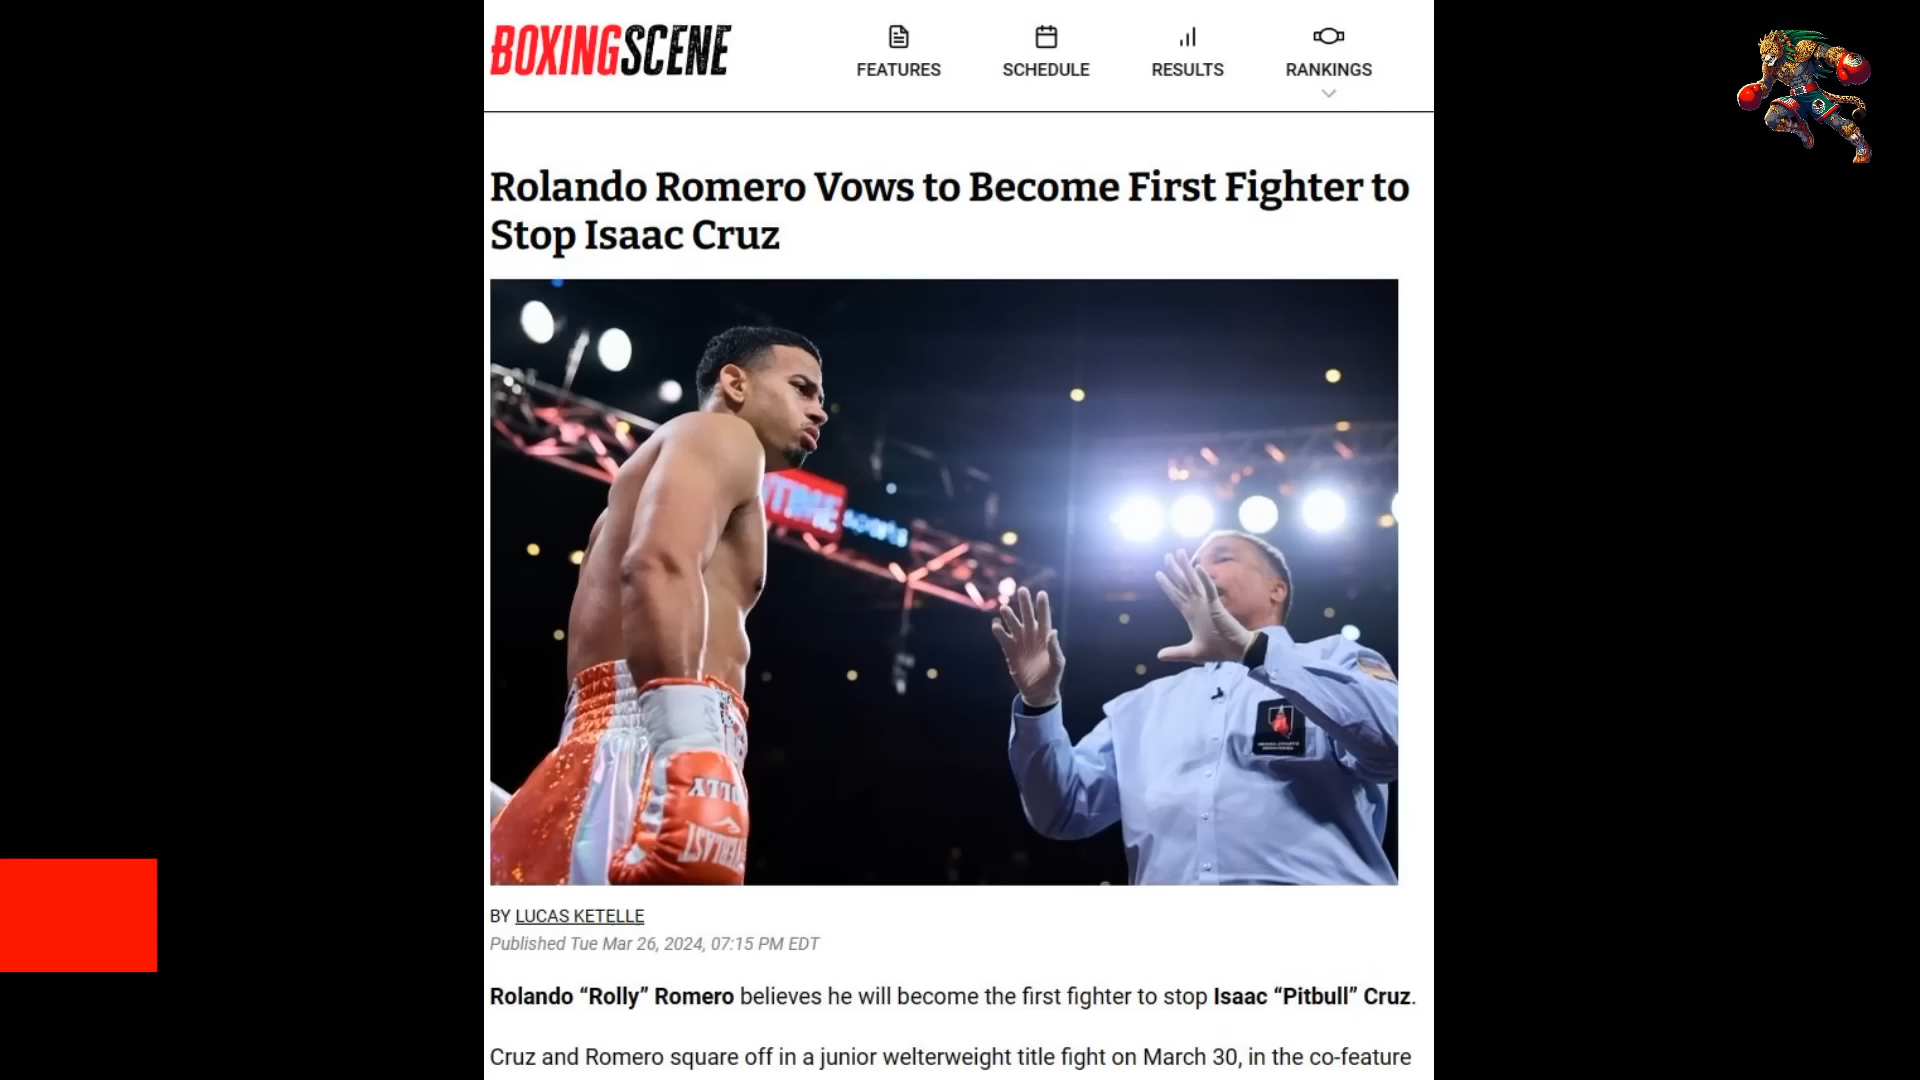 BOXINGSCENE
FEATURES
SCHEDULE
RESULTS
RANKINGS
Rolando Romero Vows to Become First Fighter to
Stop Isaac Cruz
BY LUCAS KETELLE
Published Tue Mar 26, 2024, 07:15 PM EDT
Rolando “Rolly” Romero believes he will become the first fighter to stop Isaac “Pitbull” Cruz.
Cruz and Romero square off in a junior welterweight title fight on March 30, in the co-feature